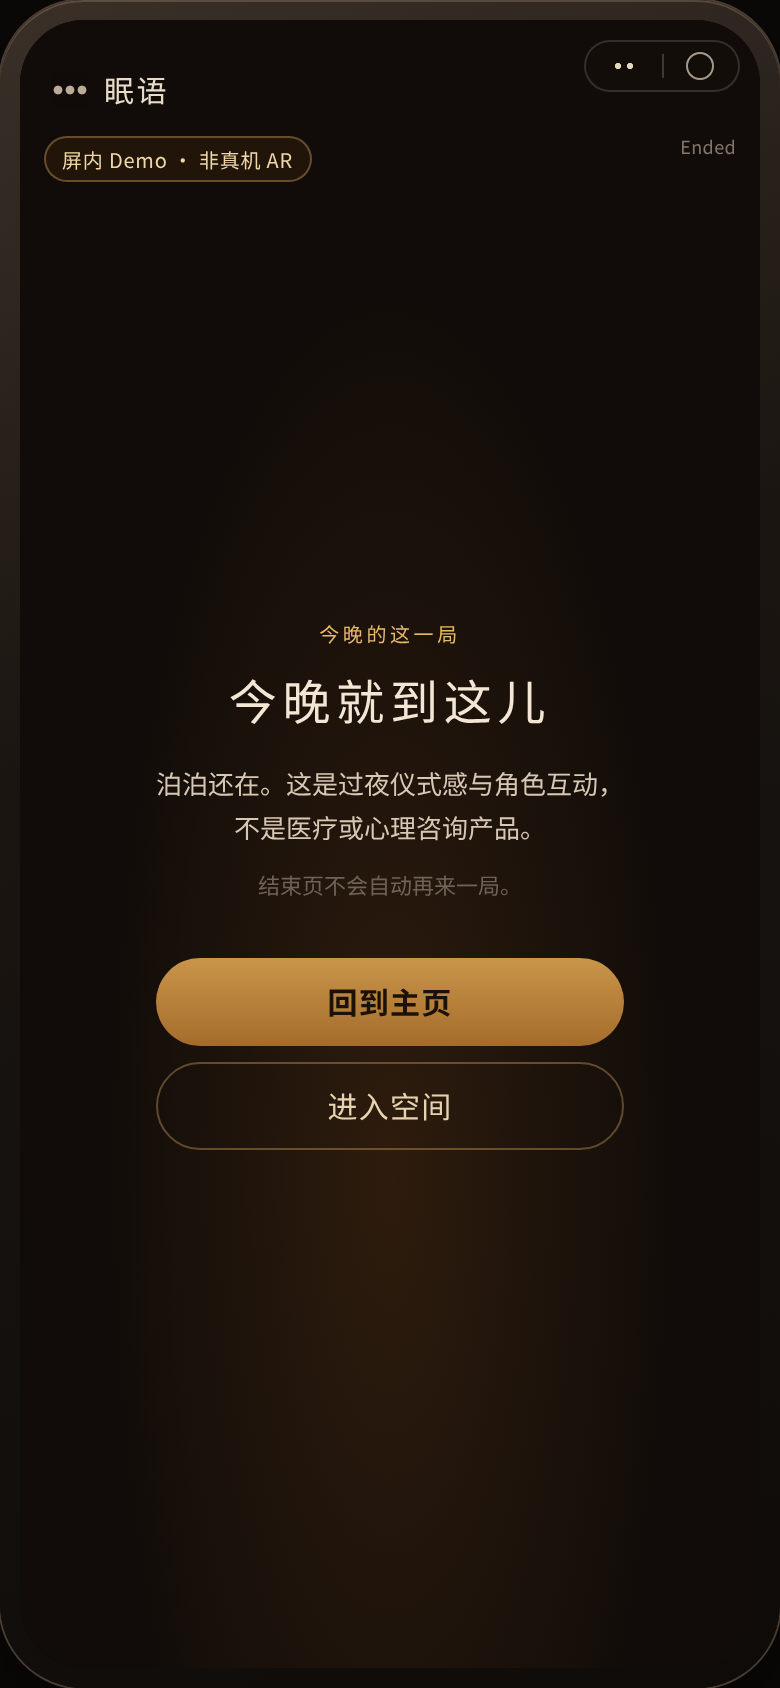 眠语
屏内 Demo · 非真机 AR
Ended
今晚的这一局
今晚就到这儿
泊泊还在。这是过夜仪式感与角色互动，
不是医疗或心理咨询产品。
结束页不会自动再来一局。
回到主页
进入空间